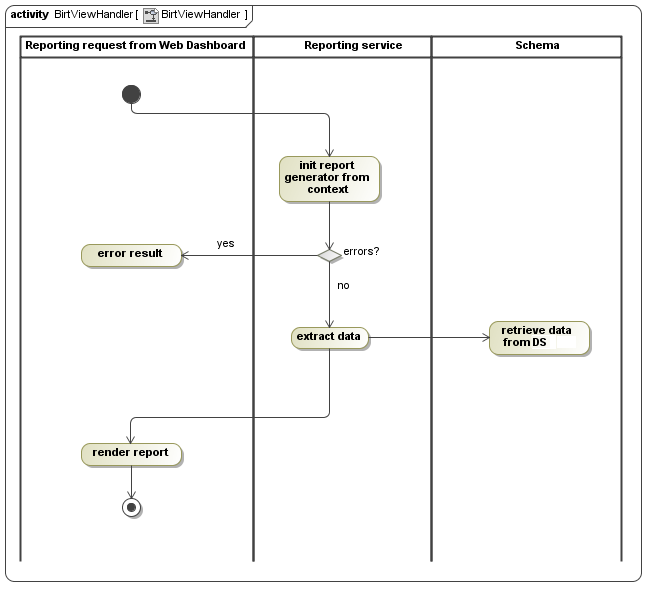 activity BirtViewHandler [ BirtViewHandler ]
Reporting request from Web Dashboard
Reporting service
Schema
init report
generator from
context
yes
errors?
error result
no
extract data
retrieve data
from DS
render report